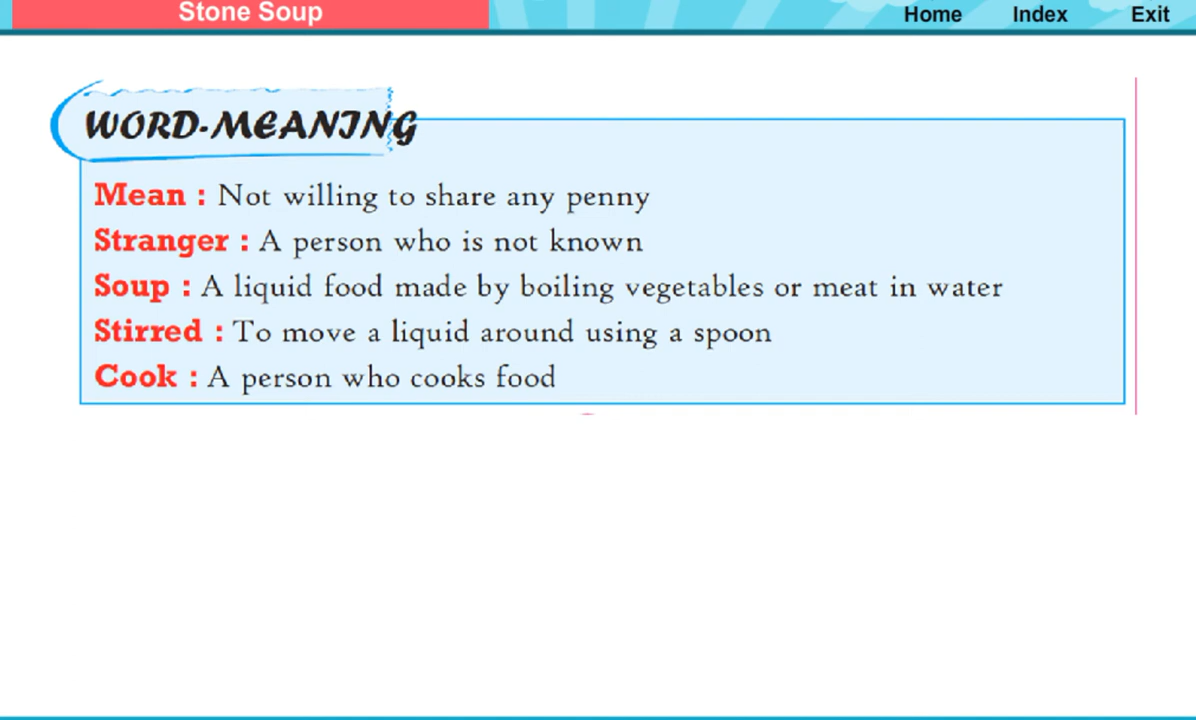 Stone Soup
Home Index Exit
WORD-MEANING
Mean : Not willing to share any penny
Stranger : A person who is not known
Soup : A liquid food made by boiling vegetables or meat in water
Stirred : To move a liquid around using a spoon
Cook : A person who cooks food